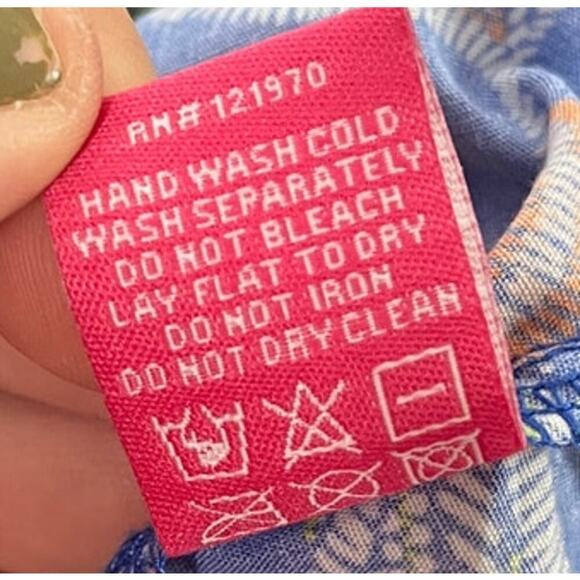 RN# 121970
HAND WASH COLD
WASH SEPARATELY
DO NOT BLEACH
LAY FLAT TO DRY
DO NOT IRON
DO NOT DRY CLEAN